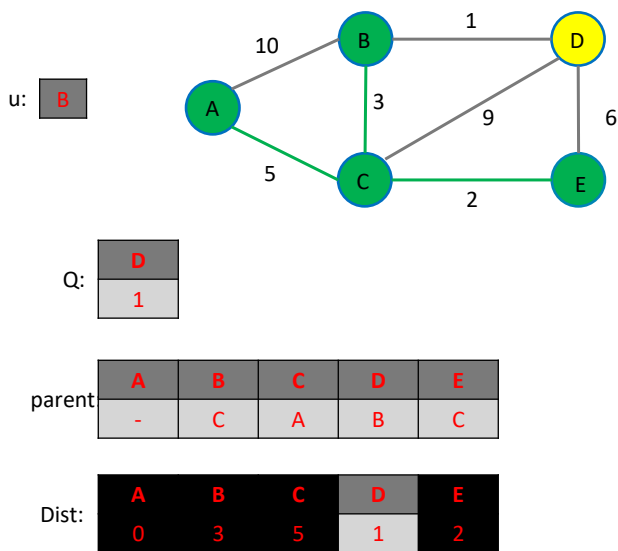 10
B
1
D
u: B
A
3
9
6
5
C
2
E
Q:
D
1
parent
A B C D E
- C A B C
Dist:
A B C D E
0 3 5 1 2